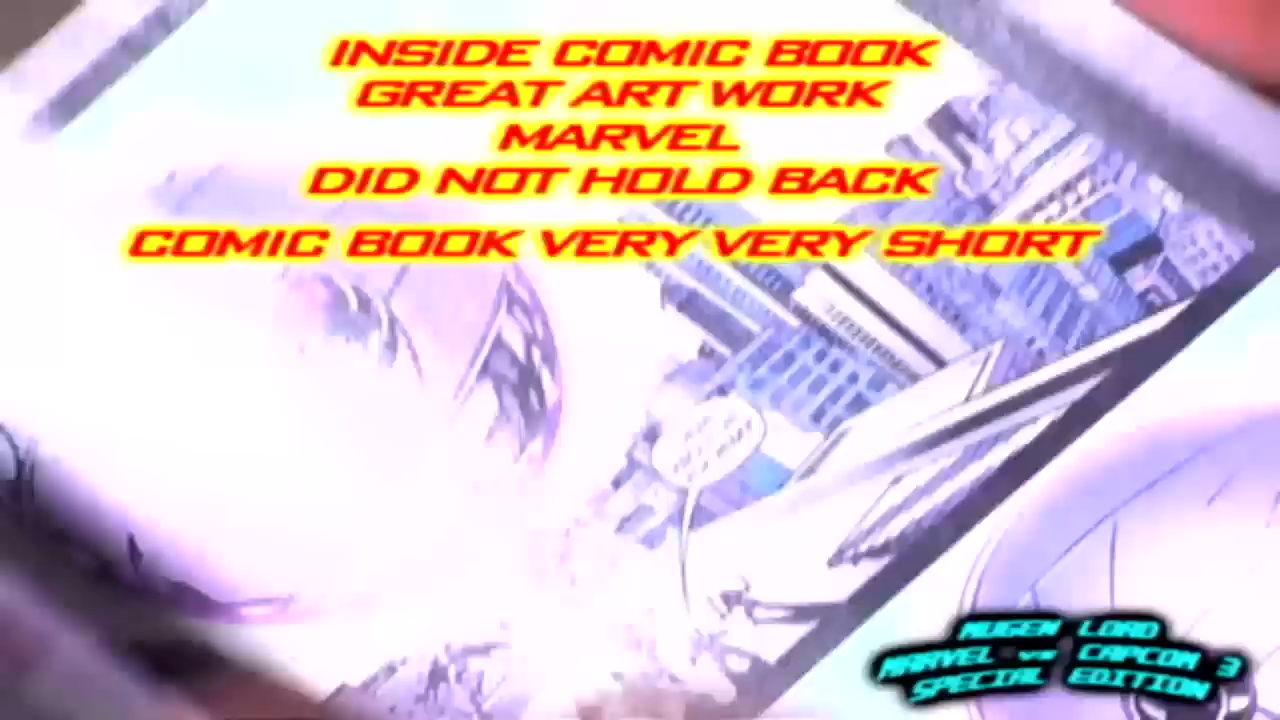 INSIDE COMIC BOOK
GREAT ART WORK
MARVEL
DID NOT HOLD BACK
COMIC BOOK VERY VERY SHORT
MUGEN LORD
MARVEL vs CAPCOM 3
SPECIAL EDITION